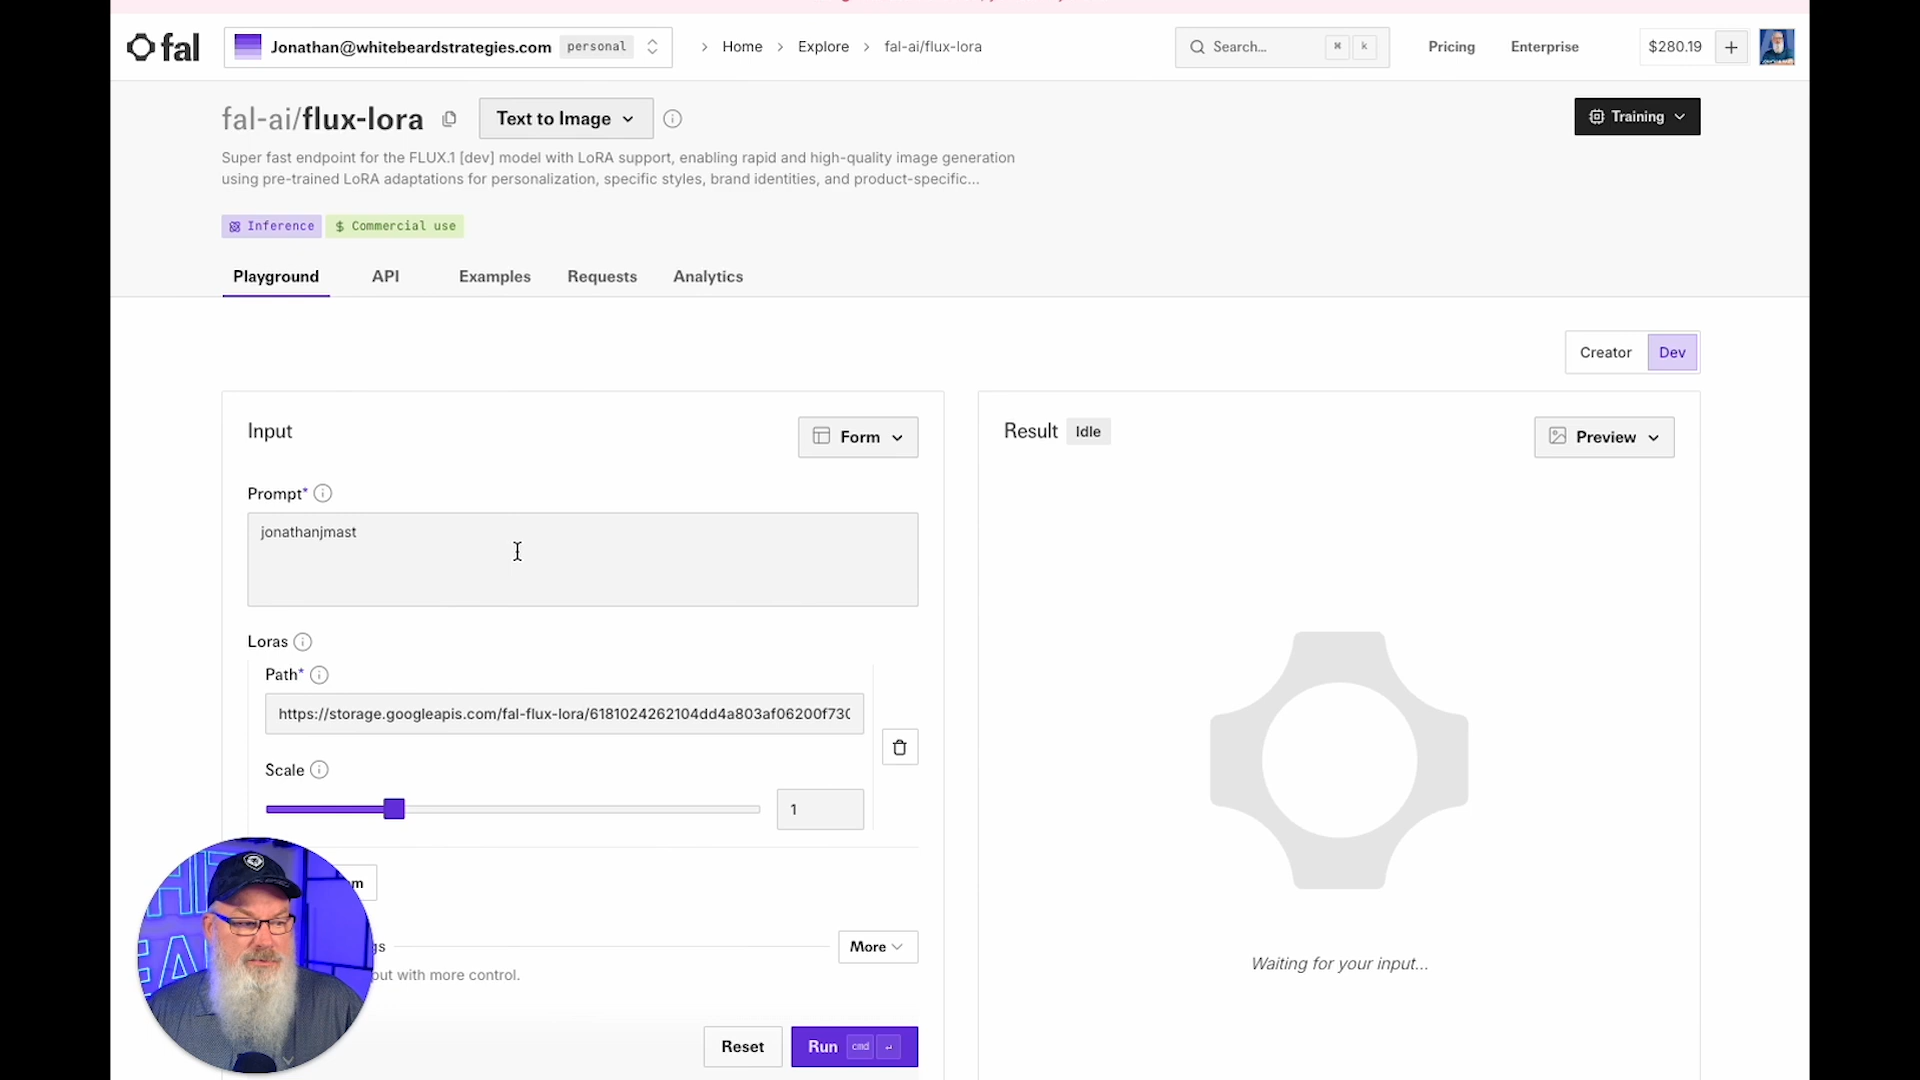 fal
Jonathan@whitebeardstrategies.com personal
Home
Explore
fal-ai/flux-lora
Search...
⌘ k
Pricing
Enterprise
$280.19 +
fal-ai/flux-lora
Text to Image
Training
Super fast endpoint for the FLUX.1 [dev] model with LoRA support, enabling rapid and high-quality image generation
using pre-trained LoRA adaptations for personalization, specific styles, brand identities, and product-specific...
Inference
$ Commercial use
Playground
API
Examples
Requests
Analytics
Creator
Dev
Input
Form
Result
Idle
Preview
Prompt*
jonathanjmast
Loras
Path*
https://storage.googleapis.com/fal-flux-lora/6181024262104dd4a803af06200f730
Scale
1
More
with more control.
Waiting for your input...
Reset
Run cmd ↵